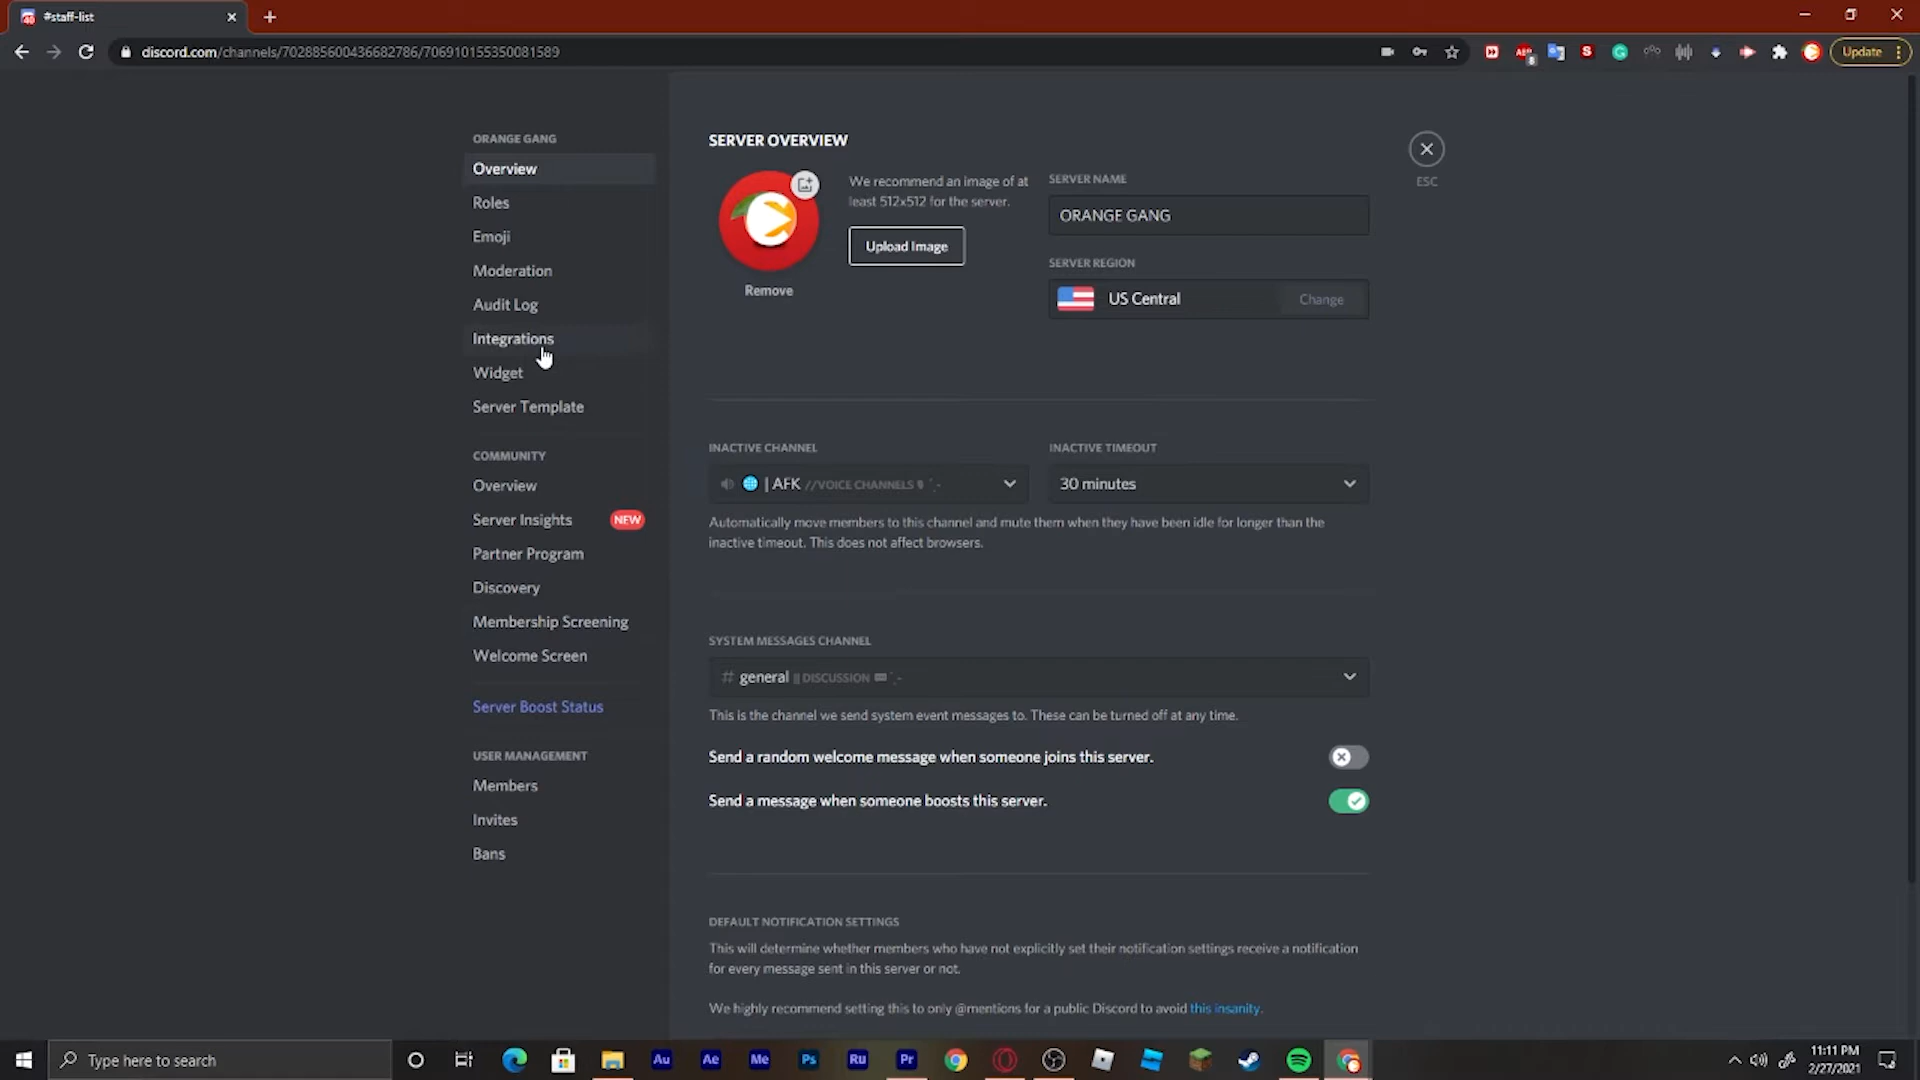 #staff-list
discord.com/channels/702885600436682786/706910155350081589
Update
ORANGE GANG
Overview
Roles
Emoji
Moderation
Audit Log
Integrations
Widget
Server Template
COMMUNITY
Overview
Server Insights NEW
Partner Program
Discovery
Membership Screening
Welcome Screen
Server Boost Status
USER MANAGEMENT
Members
Invites
Bans
SERVER OVERVIEW
We recommend an image of at
least 512x512 for the server.
Upload Image
Remove
SERVER NAME
ORANGE GANG
SERVER REGION
US Central Change
ESC
INACTIVE CHANNEL
| AFK //VOICE CHANNELS
INACTIVE TIMEOUT
30 minutes
Automatically move members to this channel and mute them when they have been idle for longer than the
inactive timeout. This does not affect browsers.
SYSTEM MESSAGES CHANNEL
# general || DISCUSSION
This is the channel we send system event messages to. These can be turned off at any time.
Send a random welcome message when someone joins this server.
Send a message when someone boosts this server.
DEFAULT NOTIFICATION SETTINGS
This will determine whether members who have not explicitly set their notification settings receive a notification
for every message sent in this server or not.
We highly recommend setting this to only @mentions for a public Discord to avoid this insanity.
Type here to search
Au Ae Me Ps Ru Pr
11:11 PM
2/27/2021